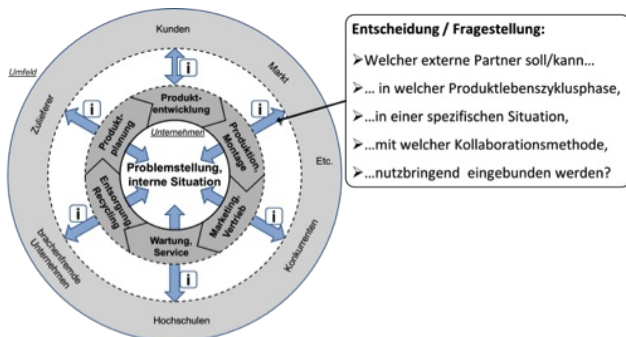 Kunden
Umfeld
Markt
Zulieferer
Etc.
Konkurrenten
Hochschulen
brachenfremde
Unternehmen
i
i
i
i
i
i
Produkt-
entwicklung
Unternehmen
Produkt-
planung
Produktion,
Montage
Problemstellung,
interne Situation
Entsorgung,
Recycling
Marketing,
Vertrieb
Wartung,
Service
Entscheidung / Fragestellung:
➢Welcher externe Partner soll/kann…
➢… in welcher Produktlebenszyklusphase,
➢…in einer spezifischen Situation,
➢…mit welcher Kollaborationsmethode,
➢…nutzbringend eingebunden werden?